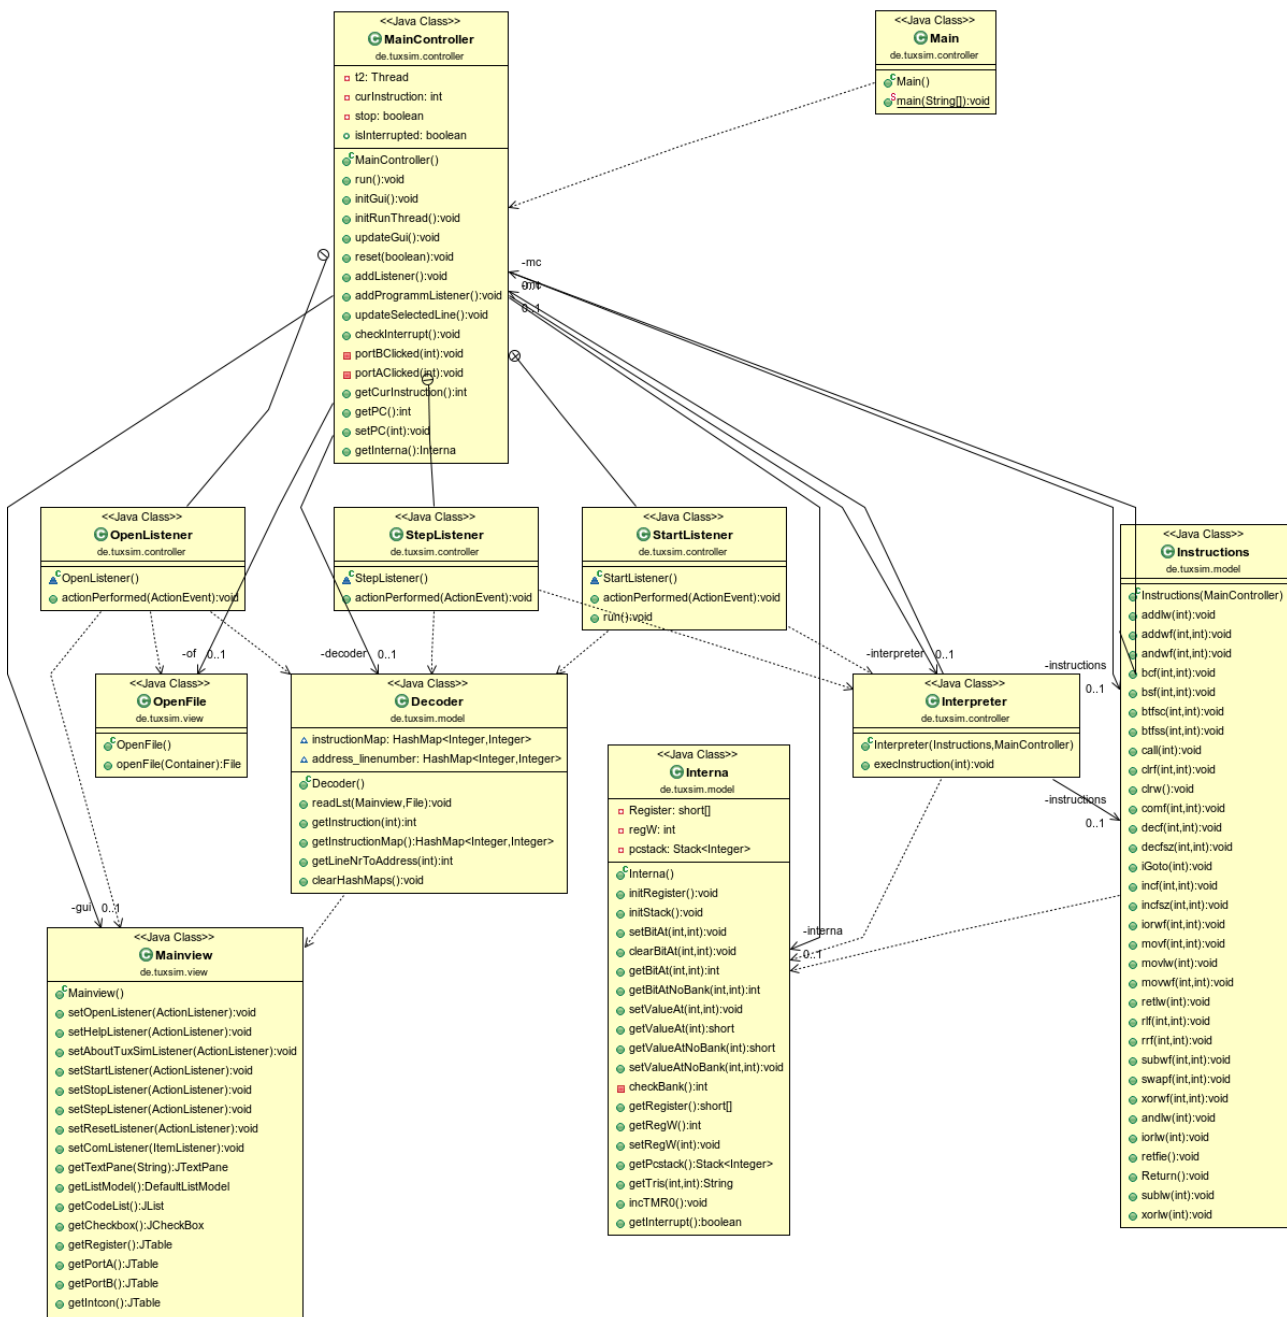 <<Java Class>>
MainController
de.tuxsim.controller
t2: Thread
curInstruction: int
stop: boolean
isInterrupted: boolean
MainController()
run():void
initGui():void
initRunThread():void
updateGui():void
reset(boolean):void
addListener():void
addProgrammListener():void
updateSelectedLine():void
checkInterrupt():void
portBClicked(int):void
portAClicked(int):void
getCurInstruction():int
getPC():int
setPC(int):void
getInterna():Interna
<<Java Class>>
Main
de.tuxsim.controller
Main()
main(String[]):void
-mc
0..1
-mc
0..1
<<Java Class>>
OpenListener
de.tuxsim.controller
OpenListener()
actionPerformed(ActionEvent):void
<<Java Class>>
StepListener
de.tuxsim.controller
StepListener()
actionPerformed(ActionEvent):void
<<Java Class>>
StartListener
de.tuxsim.controller
StartListener()
actionPerformed(ActionEvent):void
run():void
<<Java Class>>
Instructions
de.tuxsim.model
Instructions(MainController)
addlw(int):void
addwf(int,int):void
andwf(int,int):void
bcf(int,int):void
bsf(int,int):void
btfsc(int,int):void
btfss(int,int):void
call(int):void
clrf(int,int):void
clrw():void
comf(int,int):void
decf(int,int):void
decfsz(int,int):void
iGoto(int):void
incf(int,int):void
incfsz(int,int):void
iorwf(int,int):void
movf(int,int):void
movlw(int):void
movwf(int,int):void
retlw(int):void
rlf(int,int):void
rrf(int,int):void
subwf(int,int):void
swapf(int,int):void
xorwf(int,int):void
andlw(int):void
iorlw(int):void
retfie():void
Return():void
sublw(int):void
xorlw(int):void
-of 0..1
-decoder 0..1
-interpreter 0..1
-instructions
0..1
<<Java Class>>
OpenFile
de.tuxsim.view
OpenFile()
openFile(Container):File
<<Java Class>>
Decoder
de.tuxsim.model
instructionMap: HashMap<Integer,Integer>
address_linenumber: HashMap<Integer,Integer>
Decoder()
readLst(Mainview,File):void
getInstruction(int):int
getInstructionMap():HashMap<Integer,Integer>
getLineNrToAddress(int):int
clearHashMaps():void
<<Java Class>>
Interpreter
de.tuxsim.controller
Interpreter(Instructions,MainController)
execInstruction(int):void
-instructions
0..1
<<Java Class>>
Interna
de.tuxsim.model
Register: short[]
regW: int
pcstack: Stack<Integer>
Interna()
initRegister():void
initStack():void
setBitAt(int,int):void
clearBitAt(int,int):void
getBitAt(int,int):int
getBitAtNoBank(int,int):int
setValueAt(int,int):void
getValueAt(int):short
getValueAtNoBank(int):short
setValueAtNoBank(int,int):void
checkBank():int
getRegister():short[]
getRegW():int
setRegW(int):void
getPcstack():Stack<Integer>
getTris(int,int):String
incTMR0():void
getInterrupt():boolean
-interna
0..1
-gui 0..1
<<Java Class>>
Mainview
de.tuxsim.view
Mainview()
setOpenListener(ActionListener):void
setHelpListener(ActionListener):void
setAboutTuxSimListener(ActionListener):void
setStartListener(ActionListener):void
setStopListener(ActionListener):void
setStepListener(ActionListener):void
setResetListener(ActionListener):void
setComListener(ItemListener):void
getTextPane(String):JTextPane
getListModel():DefaultListModel
getCodeList():JList
getCheckbox():JCheckBox
getRegister():JTable
getPortA():JTable
getPortB():JTable
getIntcon():JTable